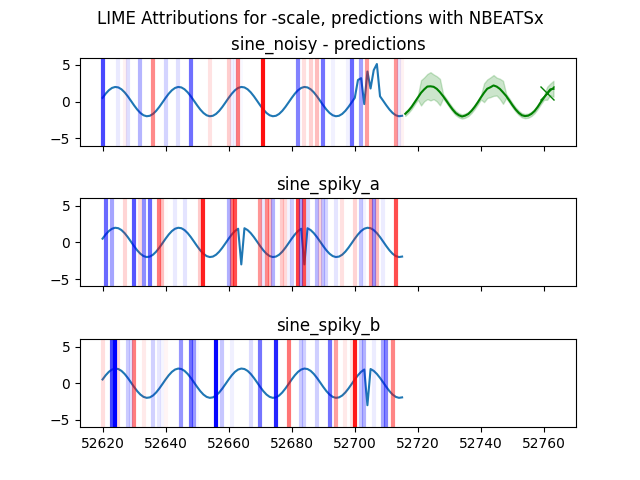 LIME Attributions for -scale, predictions with NBEATSx
sine_noisy - predictions
5
0
−5
sine_spiky_a
5
0
−5
sine_spiky_b
5
0
−5
52620 52640 52660 52680 52700 52720 52740 52760